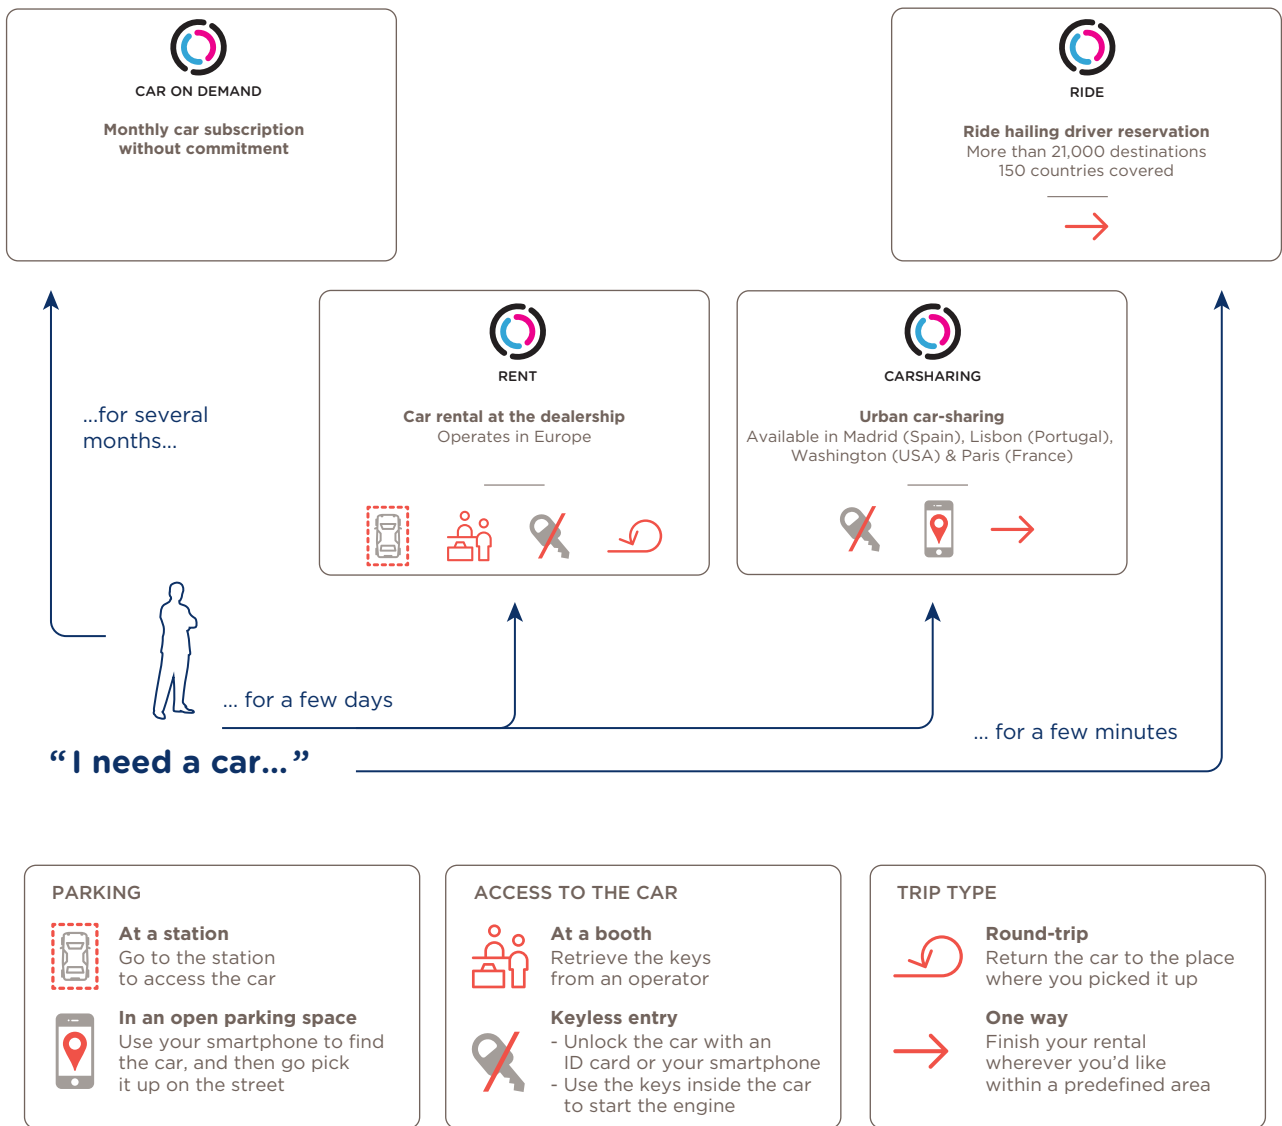 CAR ON DEMAND
Monthly car subscription
without commitment
RIDE
Ride hailing driver reservation
More than 21,000 destinations
150 countries covered
RENT
Car rental at the dealership
Operates in Europe
CARSHARING
Urban car-sharing
Available in Madrid (Spain), Lisbon (Portugal),
Washington (USA) & Paris (France)
...for several
months...
... for a few days
... for a few minutes
“I need a car...”
PARKING
At a station
Go to the station
to access the car
In an open parking space
Use your smartphone to find
the car, and then go pick
it up on the street
ACCESS TO THE CAR
At a booth
Retrieve the keys
from an operator
Keyless entry
- Unlock the car with an
ID card or your smartphone
- Use the keys inside the car
to start the engine
TRIP TYPE
Round-trip
Return the car to the place
where you picked it up
One way
Finish your rental
wherever you’d like
within a predefined area